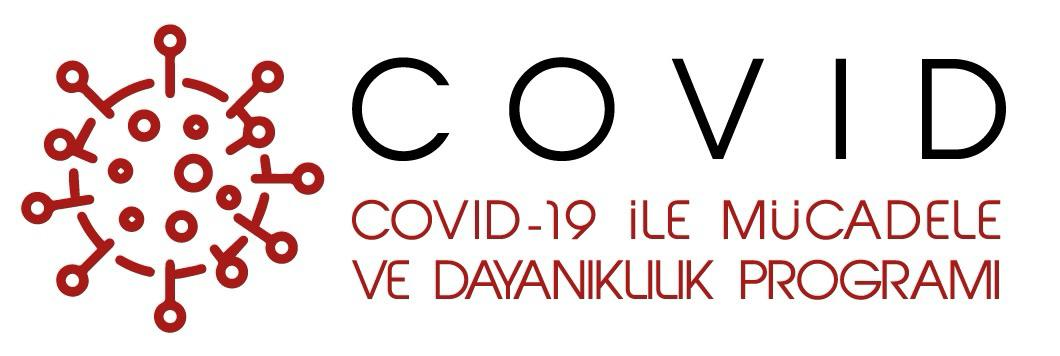 COVID
COVID-19 İLE MÜCADELE
VE DAYANIKLILIK PROGRAMI